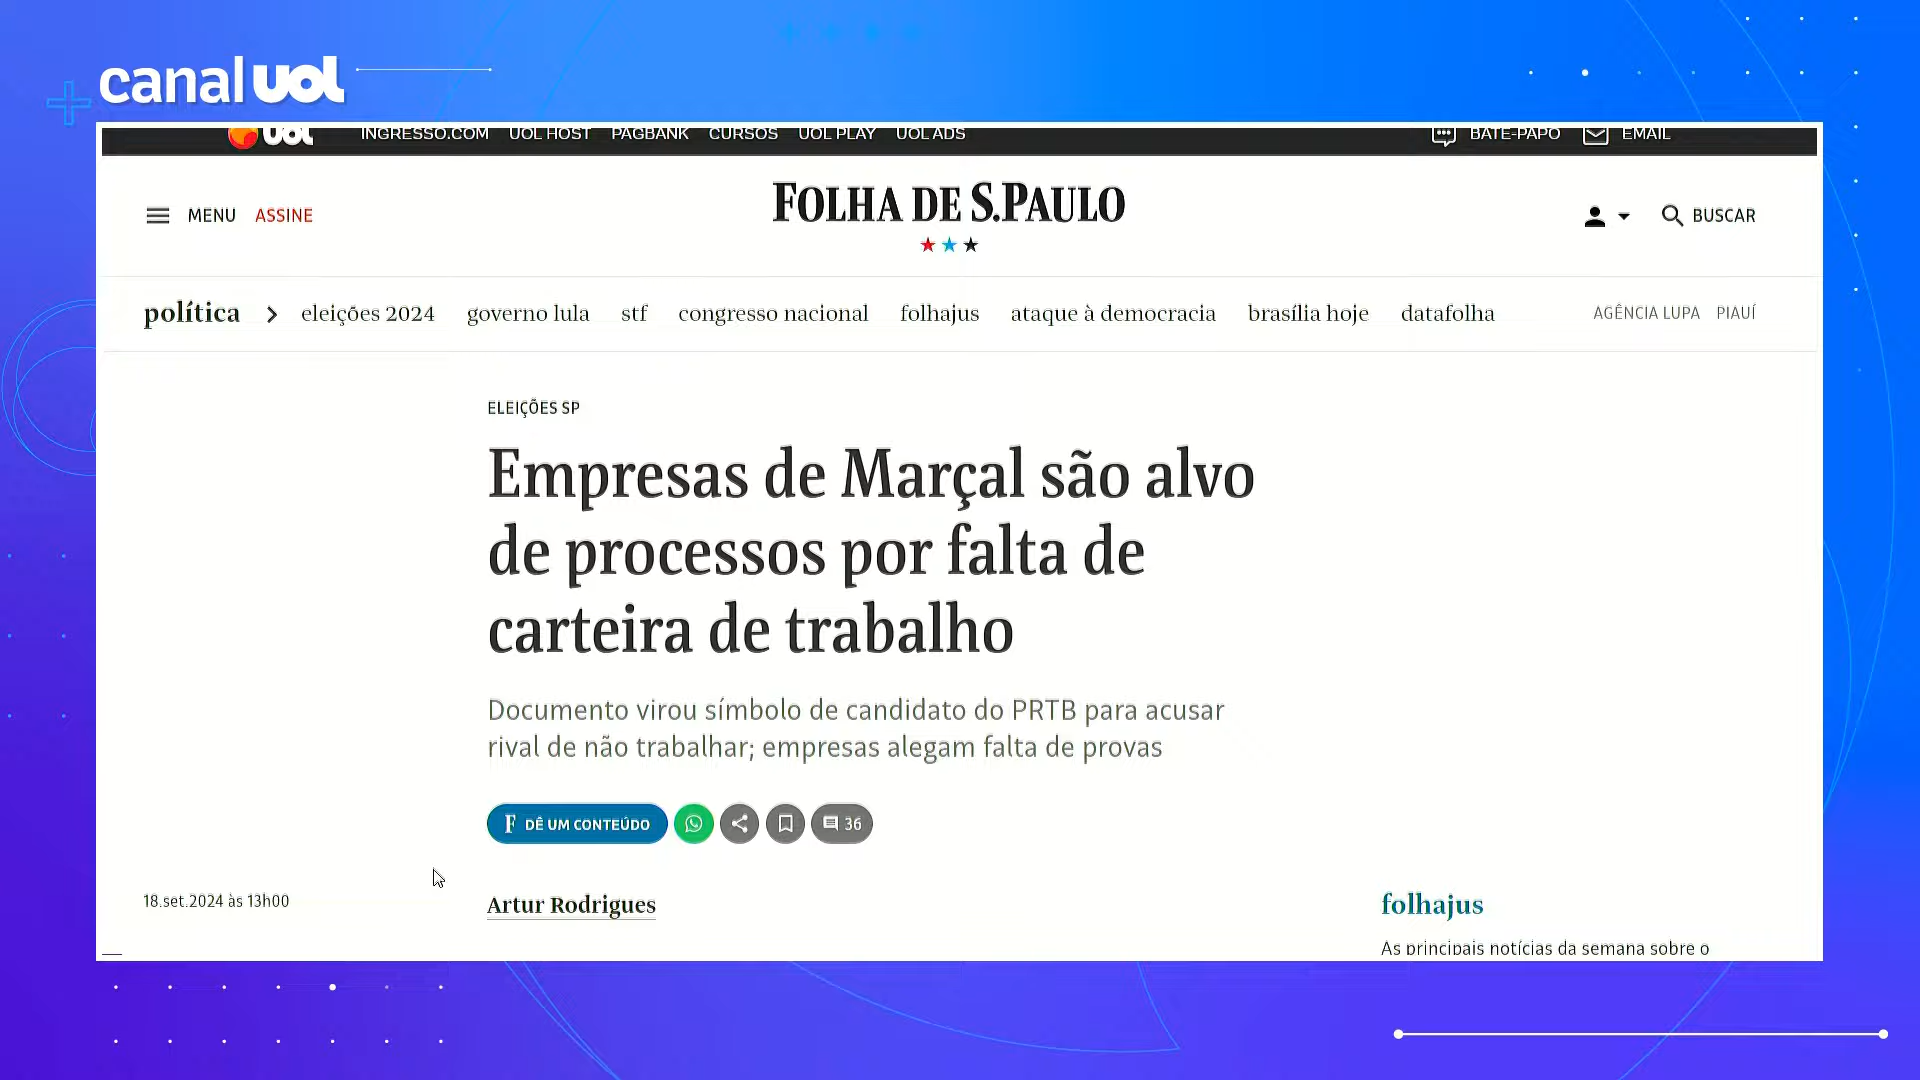 canal uol
uol INGRESSO.COM UOL HOST PAGBANK CURSOS UOL PLAY UOL ADS BATE-PAPO EMAIL
MENU ASSINE FOLHA DE S.PAULO BUSCAR
política eleições 2024 governo lula stf congresso nacional folhajus ataque à democracia brasília hoje datafolha AGÊNCIA LUPA PIAUÍ
ELEIÇÕES SP
Empresas de Marçal são alvo
de processos por falta de
carteira de trabalho
Documento virou símbolo de candidato do PRTB para acusar
rival de não trabalhar; empresas alegam falta de provas
F DÊ UM CONTEÚDO 36
18.set.2024 às 13h00 Artur Rodrigues folhajus
As principais notícias da semana sobre o